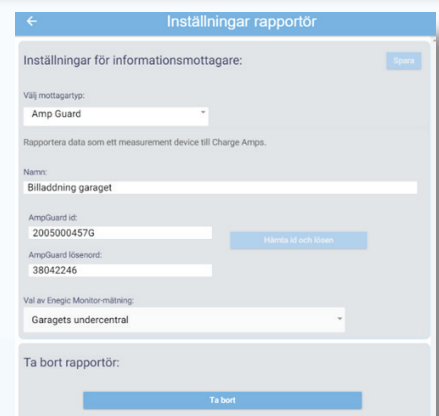 Inställningar rapportör
Inställningar för informationsmottagare:
Spara
Välj mottagartyp:
Amp Guard
Rapportera data som ett measurement device till Charge Amps.
Namn:
Billaddning garaget
AmpGuard id:
2005000457G
Hämta id och lösen
AmpGuard lösenord:
38042246
Val av Enegic Monitor-mätning:
Garagets undercentral
Ta bort rapportör:
Ta bort